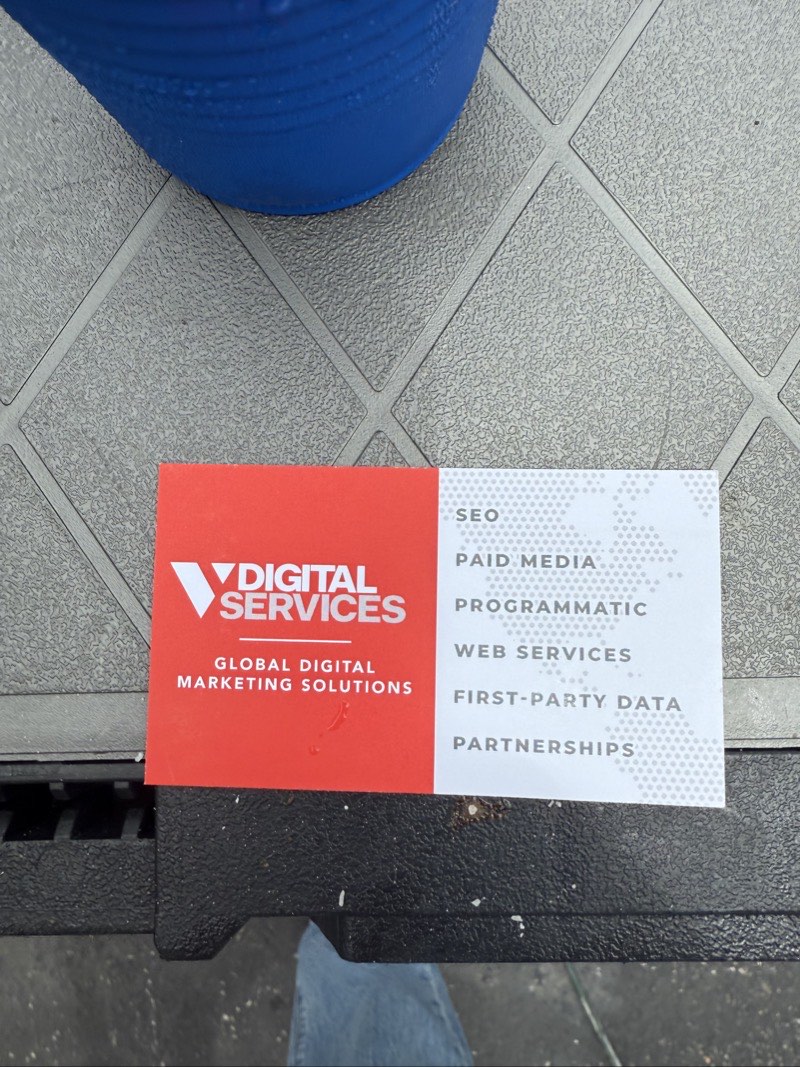 V DIGITAL
SERVICES
GLOBAL DIGITAL
MARKETING SOLUTIONS
SEO
PAID MEDIA
PROGRAMMATIC
WEB SERVICES
FIRST-PARTY DATA
PARTNERSHIPS